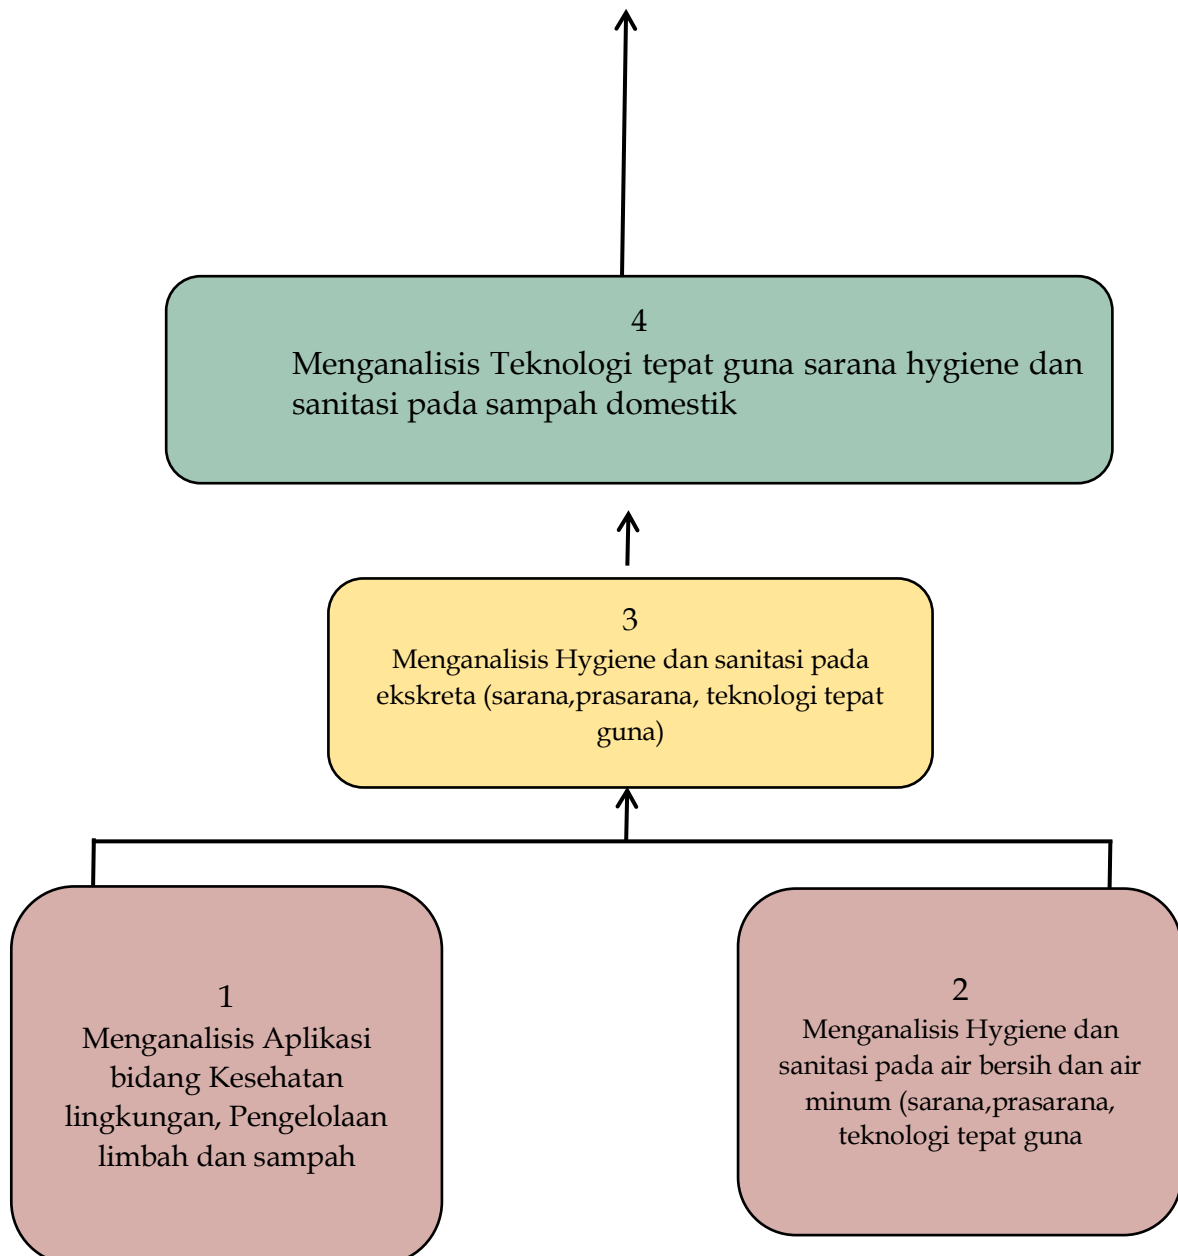 4
Menganalisis Teknologi tepat guna sarana hygiene dan
sanitasi pada sampah domestik
3
Menganalisis Hygiene dan sanitasi pada
ekskreta (sarana,prasarana, teknologi tepat
guna)
1
Menganalisis Aplikasi
bidang Kesehatan
lingkungan, Pengelolaan
limbah dan sampah
2
Menganalisis Hygiene dan
sanitasi pada air bersih dan air
minum (sarana,prasarana,
teknologi tepat guna